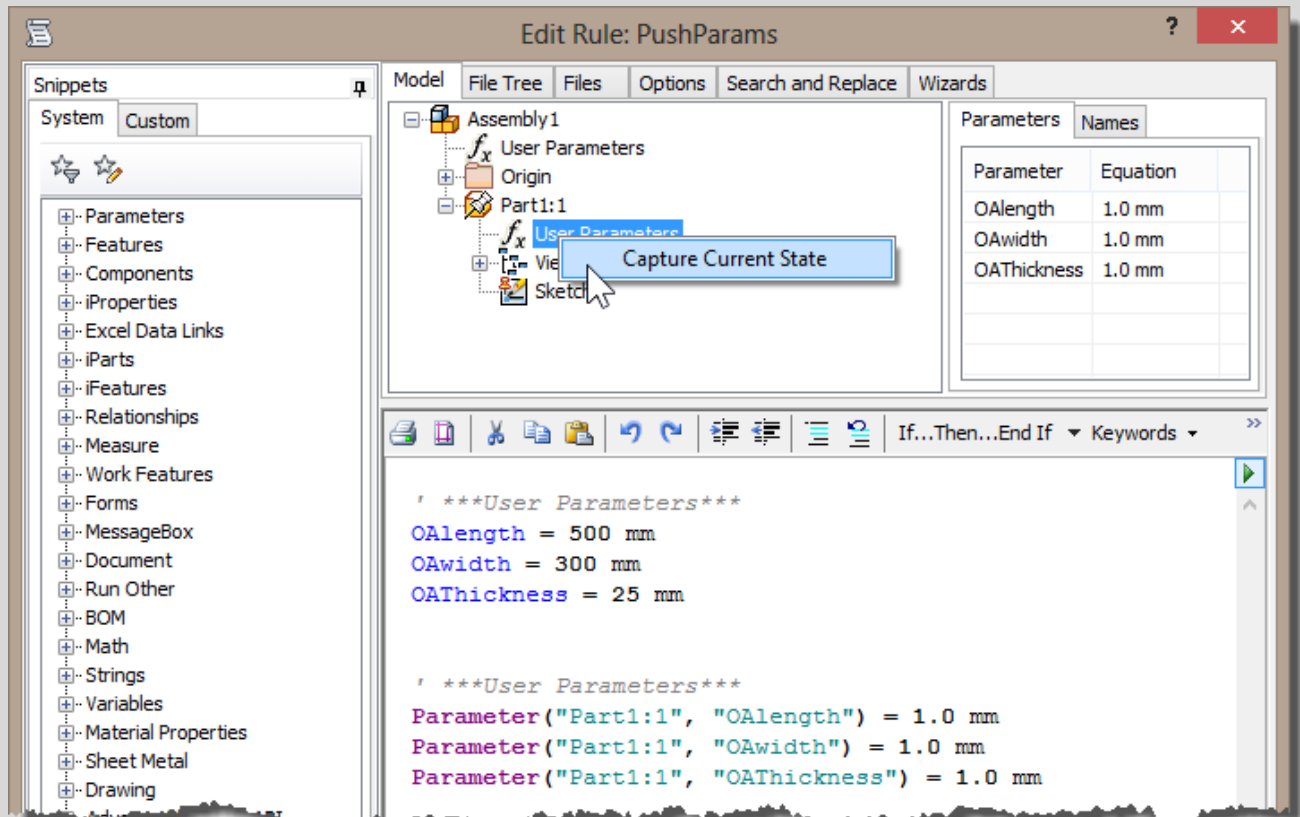 Edit Rule: PushParams
?
Snippets
System Custom
Parameters
Features
Components
iProperties
Excel Data Links
iParts
iFeatures
Relationships
Measure
Work Features
Forms
MessageBox
Document
Run Other
BOM
Math
Strings
Variables
Material Properties
Sheet Metal
Drawing
Model File Tree Files Options Search and Replace Wizards
Assembly1
fx User Parameters
Origin
Part1:1
fx User Parameters
Capture Current State
Parameters Names
Parameter Equation
OAlength 1.0 mm
OAwidth 1.0 mm
OAThickness 1.0 mm
If...Then...End If Keywords
' ***User Parameters***
OAlength = 500 mm
OAwidth = 300 mm
OAThickness = 25 mm
' ***User Parameters***
Parameter("Part1:1", "OAlength") = 1.0 mm
Parameter("Part1:1", "OAwidth") = 1.0 mm
Parameter("Part1:1", "OAThickness") = 1.0 mm